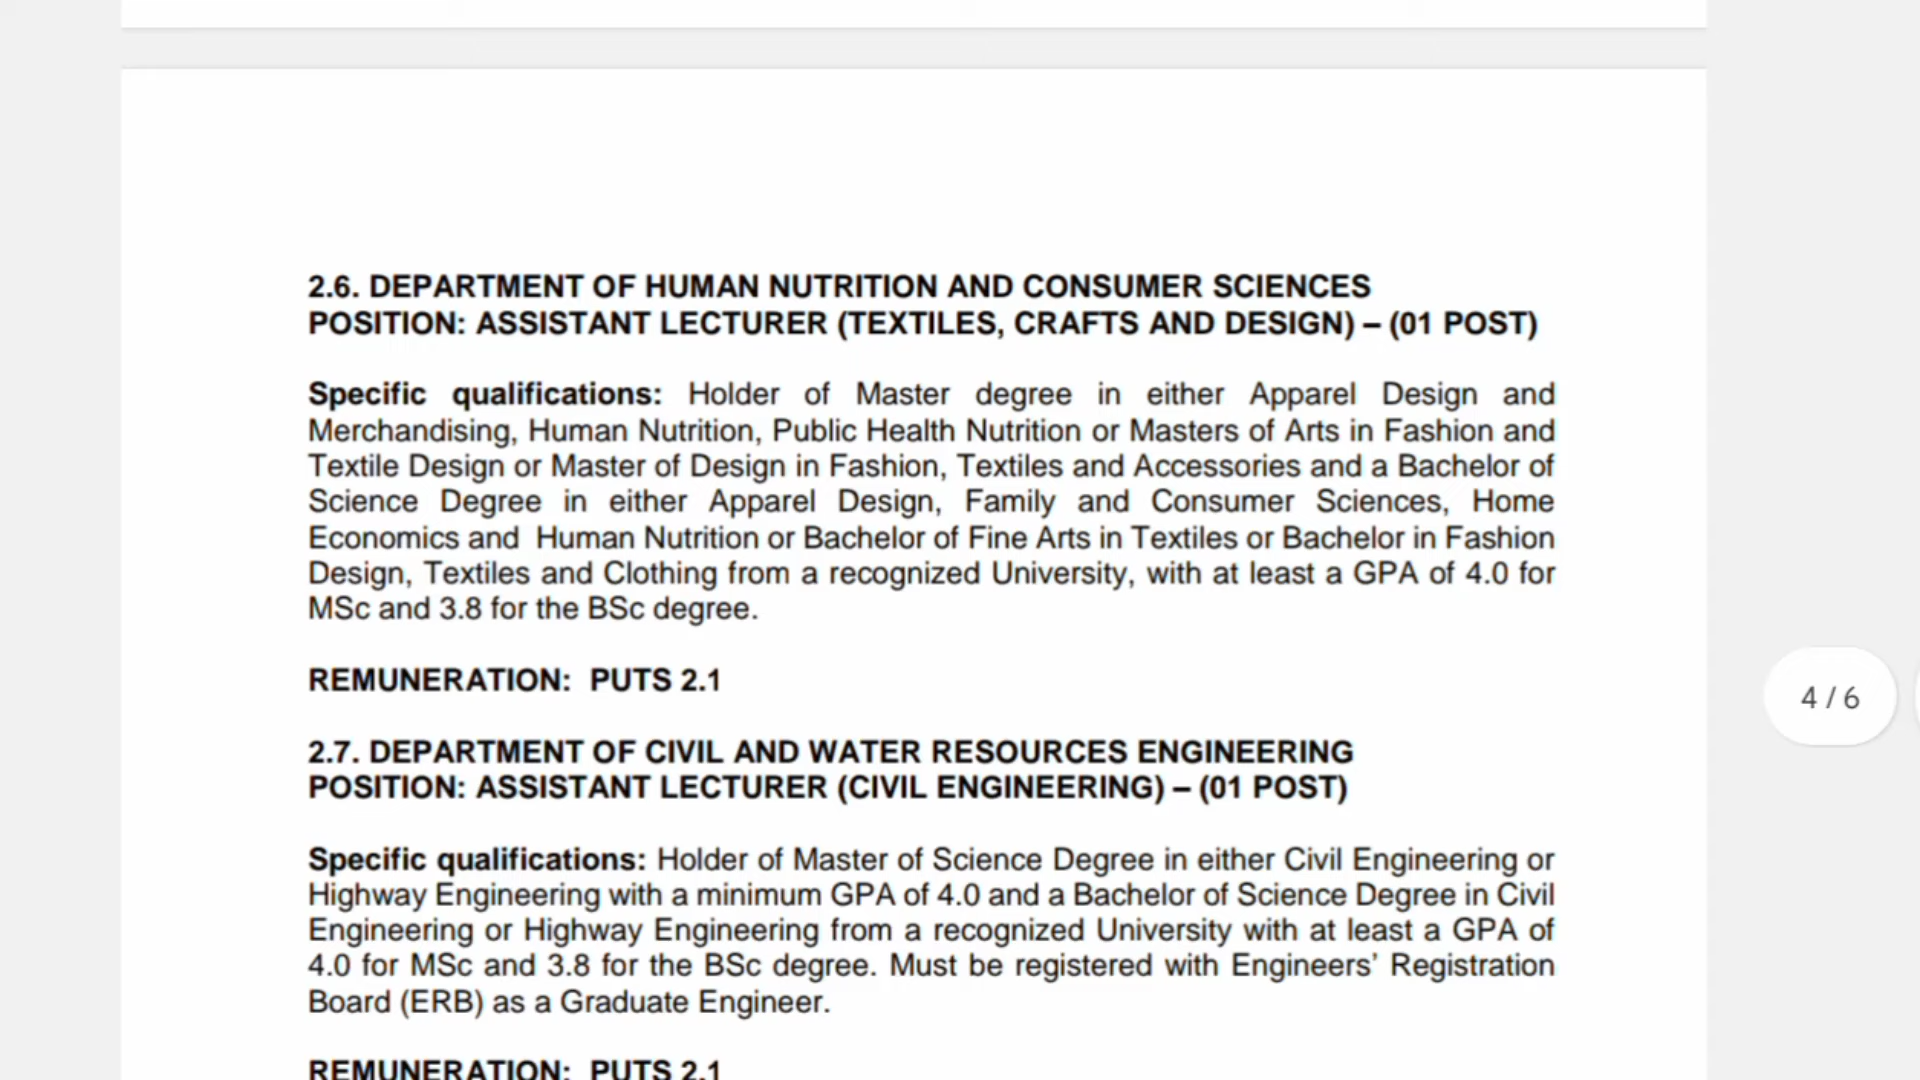 2.6. DEPARTMENT OF HUMAN NUTRITION AND CONSUMER SCIENCES
POSITION: ASSISTANT LECTURER (TEXTILES, CRAFTS AND DESIGN) – (01 POST)
Specific qualifications: Holder of Master degree in either Apparel Design and
Merchandising, Human Nutrition, Public Health Nutrition or Masters of Arts in Fashion and
Textile Design or Master of Design in Fashion, Textiles and Accessories and a Bachelor of
Science Degree in either Apparel Design, Family and Consumer Sciences, Home
Economics and Human Nutrition or Bachelor of Fine Arts in Textiles or Bachelor in Fashion
Design, Textiles and Clothing from a recognized University, with at least a GPA of 4.0 for
MSc and 3.8 for the BSc degree.
REMUNERATION: PUTS 2.1
4 / 6
2.7. DEPARTMENT OF CIVIL AND WATER RESOURCES ENGINEERING
POSITION: ASSISTANT LECTURER (CIVIL ENGINEERING) – (01 POST)
Specific qualifications: Holder of Master of Science Degree in either Civil Engineering or
Highway Engineering with a minimum GPA of 4.0 and a Bachelor of Science Degree in Civil
Engineering or Highway Engineering from a recognized University with at least a GPA of
4.0 for MSc and 3.8 for the BSc degree. Must be registered with Engineers’ Registration
Board (ERB) as a Graduate Engineer.
REMUNERATION: PUTS 2.1